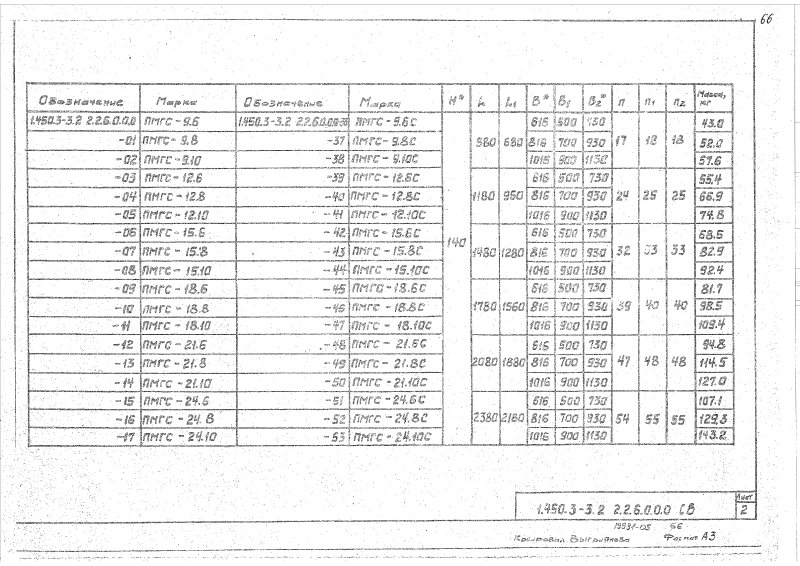 66
Обозначение Марка Обозначение Марка H* L L1 B* B1 B2* n n1 n2 Масса, кг
1.450.3-3.2 2.2.6.0.0.0 ПМГС-9.6 1.450.3-3.2 2.2.6.0.0.0-36 ПМГС-9.6С 616 500 730 43.0
-01 ПМГС-9.8 -37 ПМГС-9.8С 980 680 816 700 930 17 18 18 52.0
-02 ПМГС-9.10 -38 ПМГС-9.10С 1016 900 1130 57.6
-03 ПМГС-12.6 -39 ПМГС-12.6С 616 500 730 55.4
-04 ПМГС-12.8 -40 ПМГС-12.8С 1180 960 816 700 930 24 25 25 66.9
-05 ПМГС-12.10 -41 ПМГС-12.10С 1016 900 1130 74.8
-06 ПМГС-15.6 -42 ПМГС-15.6С 616 500 730 68.5
-07 ПМГС-15.8 -43 ПМГС-15.8С 140 1480 1280 816 700 930 32 33 33 82.9
-08 ПМГС-15.10 -44 ПМГС-15.10С 1016 900 1130 92.4
-09 ПМГС-18.6 -45 ПМГС-18.6С 616 500 730 81.7
-10 ПМГС-18.8 -46 ПМГС-18.8С 1780 1560 816 700 930 39 40 40 98.5
-11 ПМГС-18.10 -47 ПМГС-18.10С 1016 900 1130 109.4
-12 ПМГС-21.6 -48 ПМГС-21.6С 616 500 730 94.8
-13 ПМГС-21.8 -49 ПМГС-21.8С 2080 1880 816 700 930 47 48 48 114.5
-14 ПМГС-21.10 -50 ПМГС-21.10С 1016 900 1130 127.0
-15 ПМГС-24.6 -51 ПМГС-24.6С 616 500 730 107.1
-16 ПМГС-24.8 -52 ПМГС-24.8С 2380 2180 816 700 930 54 55 55 129.3
-17 ПМГС-24.10 -53 ПМГС-24.10С 1016 900 1130 143.2
1.450.3-3.2 2.2.6.0.0.0 СВ
Лист
2
19931-05 66
Копировал Формат А3